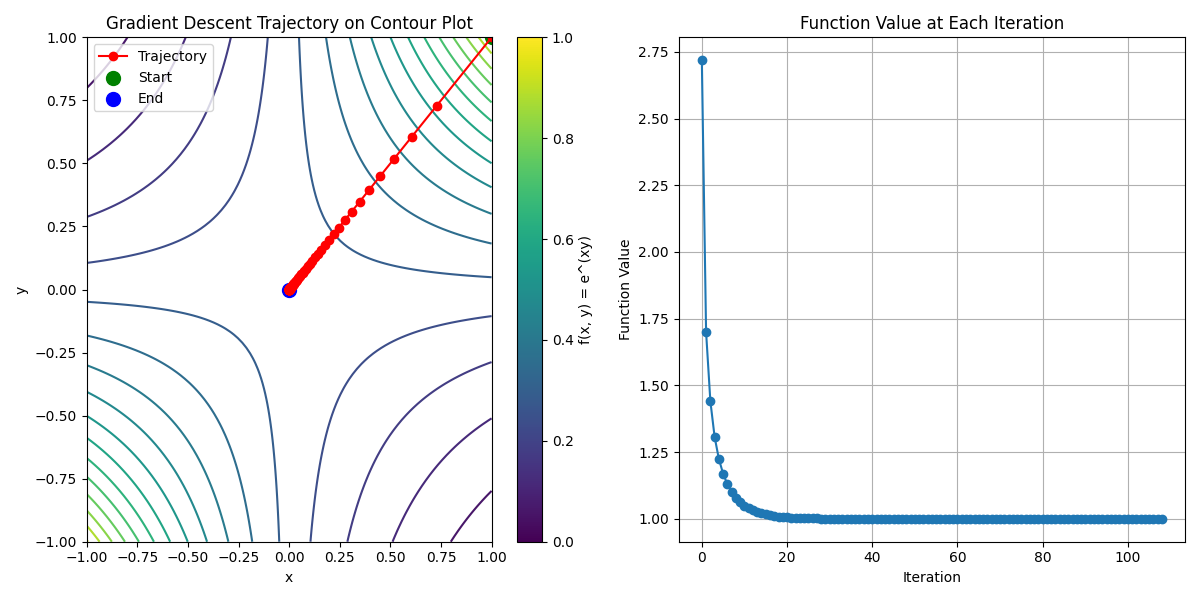 Gradient Descent Trajectory on Contour Plot
Trajectory
Start
End
1.00
0.75
0.50
0.25
0.00
−0.25
−0.50
−0.75
−1.00
y
−1.00 −0.75 −0.50 −0.25 0.00 0.25 0.50 0.75 1.00
x
1.0
0.8
0.6
0.4
0.2
0.0
f(x, y) = e^(xy)
Function Value at Each Iteration
2.75
2.50
2.25
2.00
1.75
1.50
1.25
1.00
Function Value
0 20 40 60 80 100
Iteration